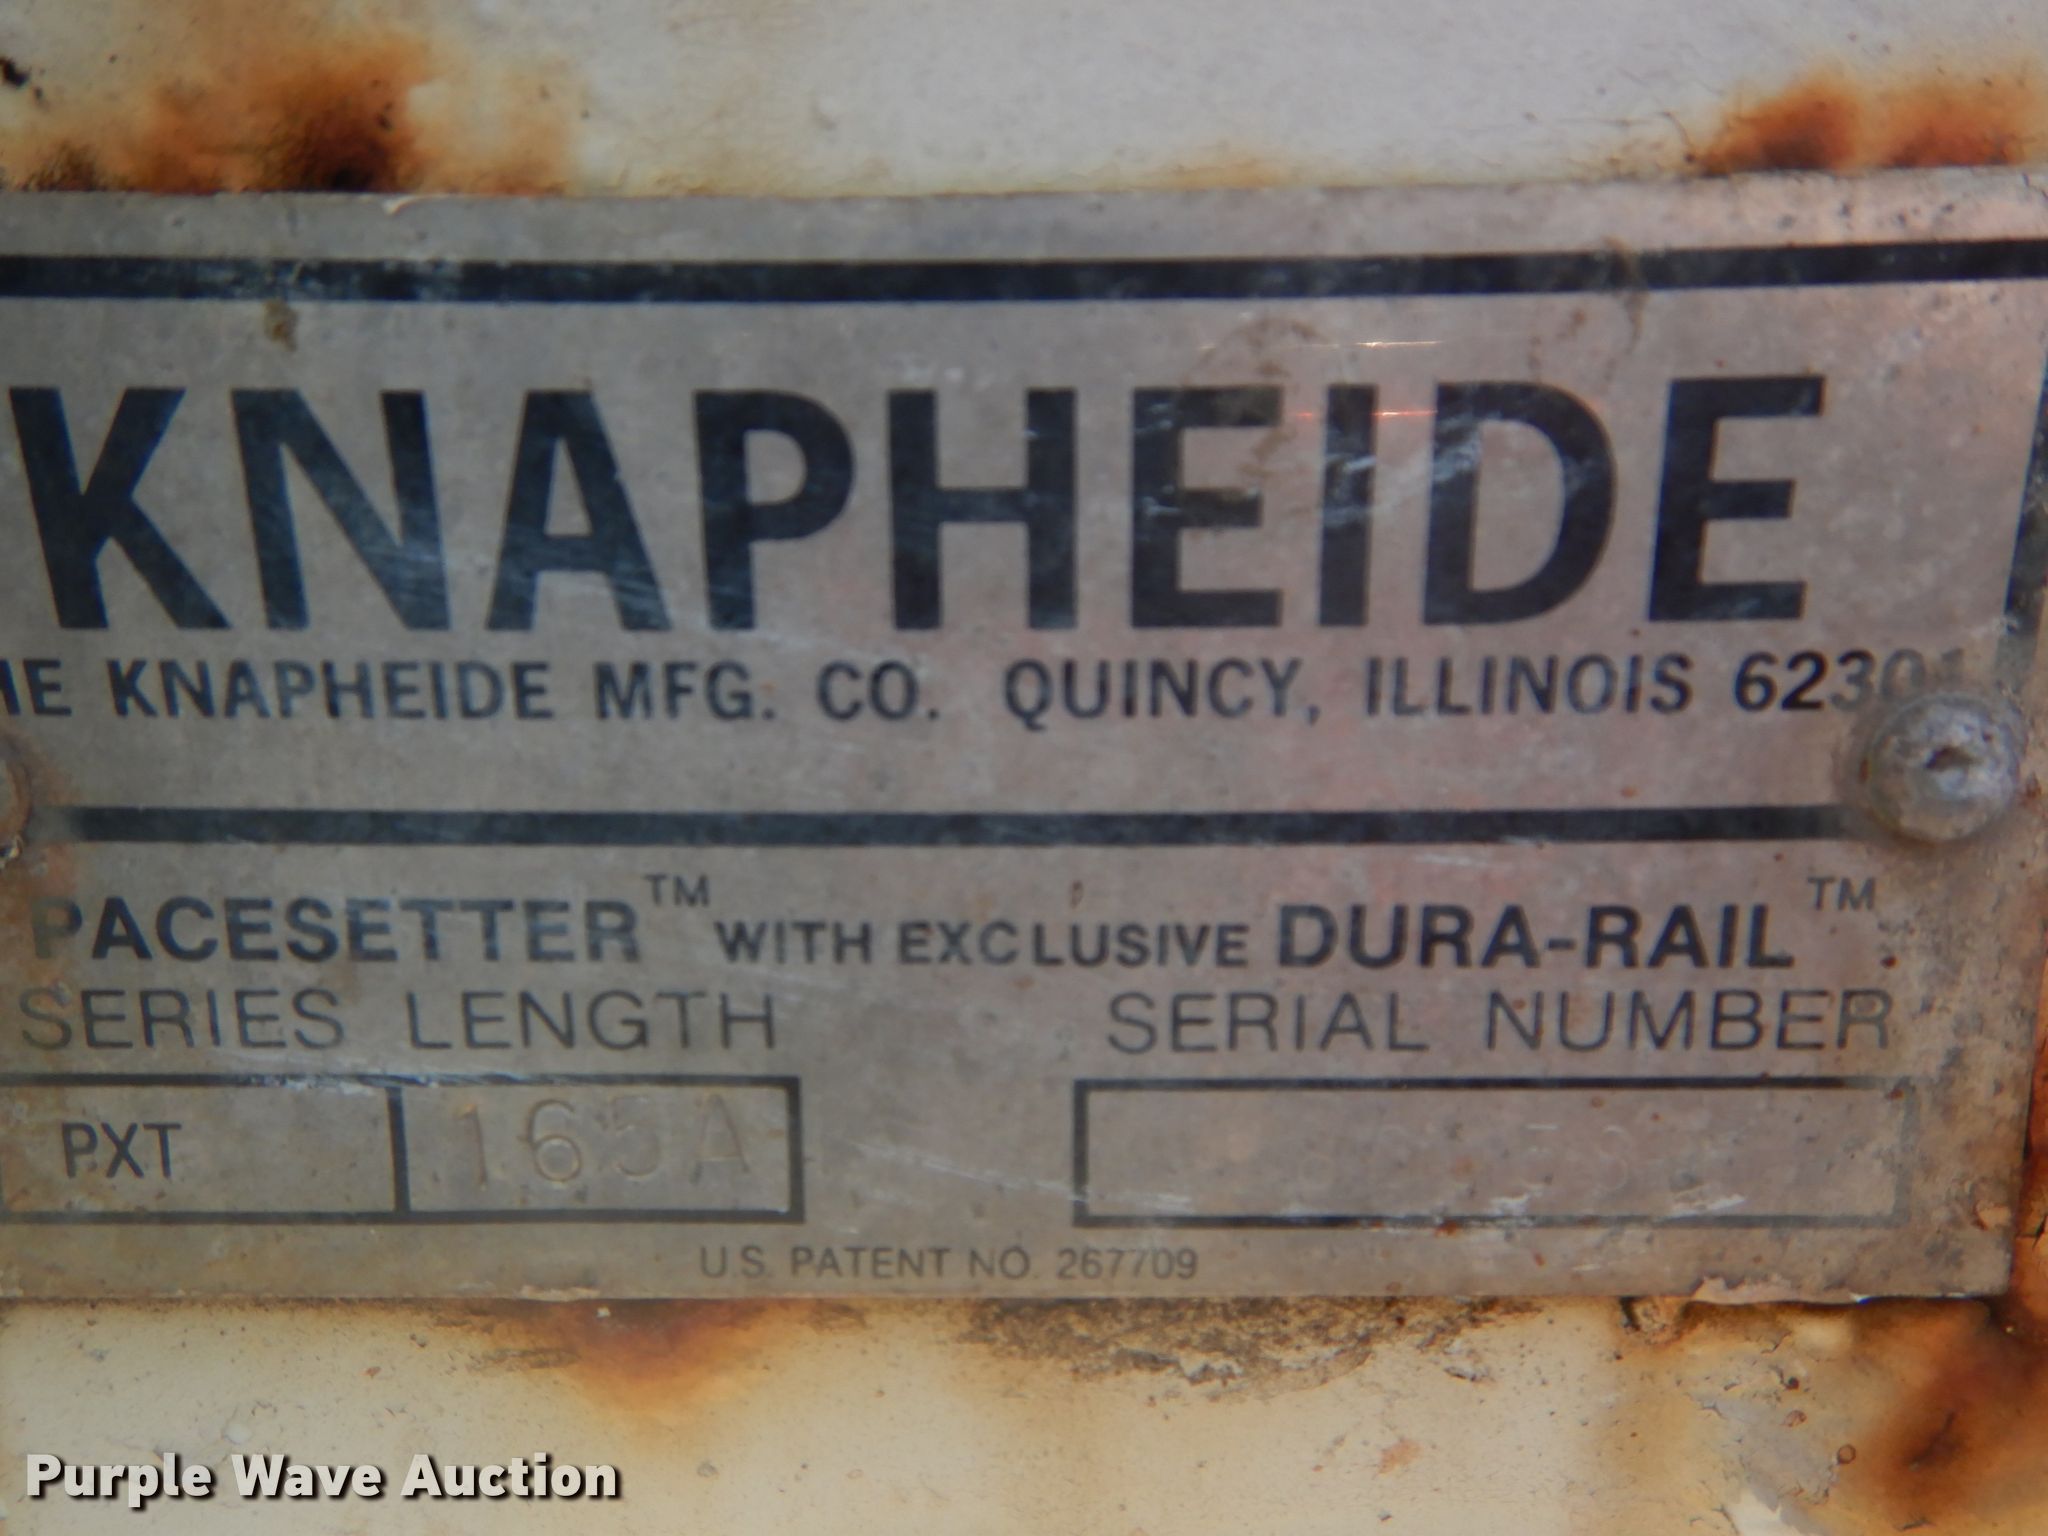 KNAPHEIDE
HE KNAPHEIDE MFG. CO. QUINCY, ILLINOIS 62301
PACESETTER™ WITH EXCLUSIVE DURA-RAIL™
SERIES LENGTH SERIAL NUMBER
PXT 165A
U.S. PATENT NO. 267709
Purple Wave Auction